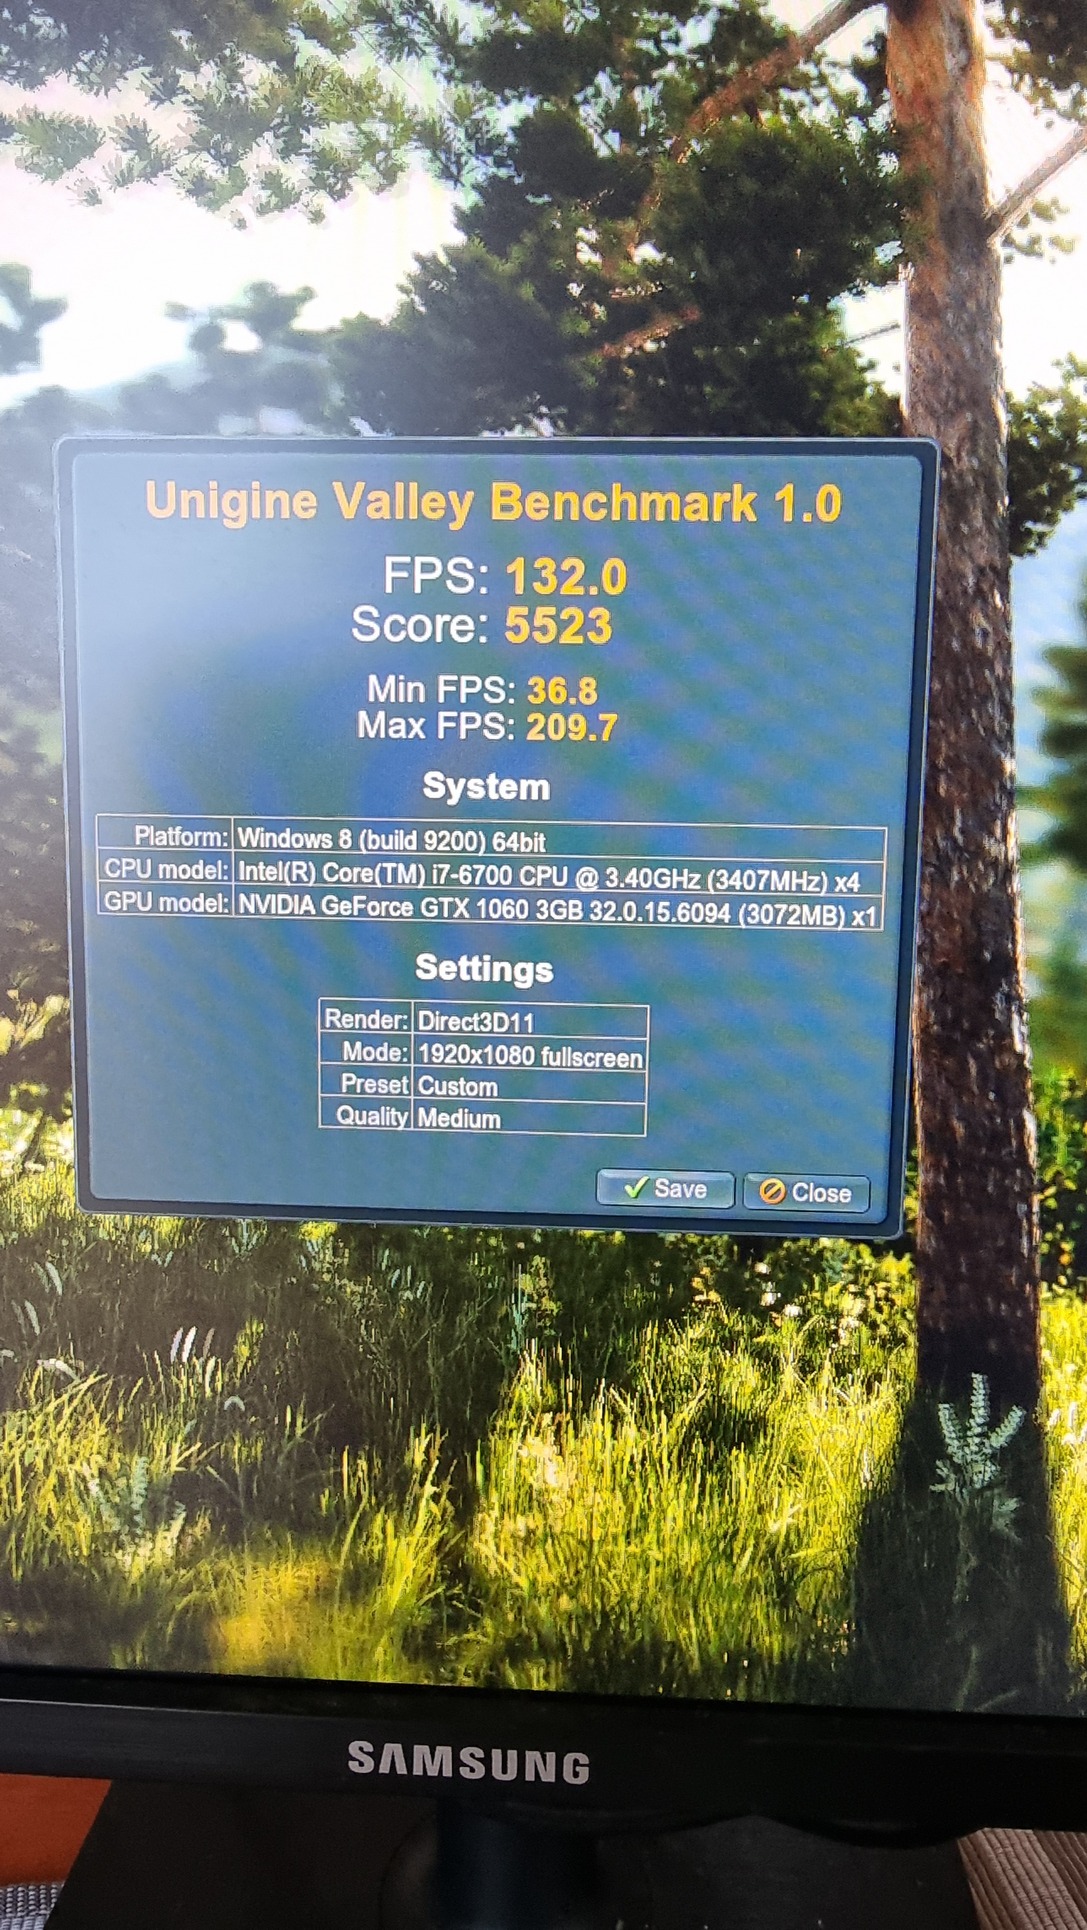 Unigine Valley Benchmark 1.0
FPS: 132.0
Score: 5523
Min FPS: 36.8
Max FPS: 209.7
System
Platform: Windows 8 (build 9200) 64bit
CPU model: Intel(R) Core(TM) i7-6700 CPU @ 3.40GHz (3407MHz) x4
GPU model: NVIDIA GeForce GTX 1060 3GB 32.0.15.6094 (3072MB) x1
Settings
Render: Direct3D11
Mode: 1920x1080 fullscreen
Preset Custom
Quality Medium
Save Close
SAMSUNG